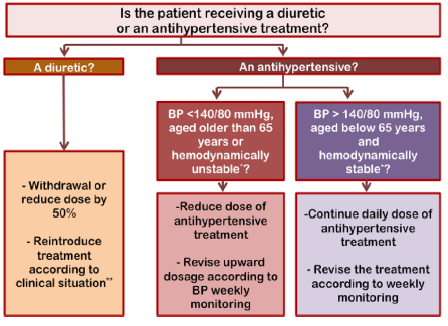 Is the patient receiving a diuretic
or an antihypertensive treatment?
A diuretic?
An antihypertensive?
BP <140/80 mmHg,
aged older than 65
years or
hemodynamically
unstable*?
BP > 140/80 mmHg,
aged below 65 years
and
hemodynamically
stable*?
- Withdrawal or
reduce dose by
50%
- Reintroduce
treatment
according to
clinical situation**
-Reduce dose of
antihypertensive
treatment
- Revise upward
dosage according to
BP weekly
monitoring
-Continue daily dose of
antihypertensive
treatment
- Revise the treatment
according to weekly
monitoring